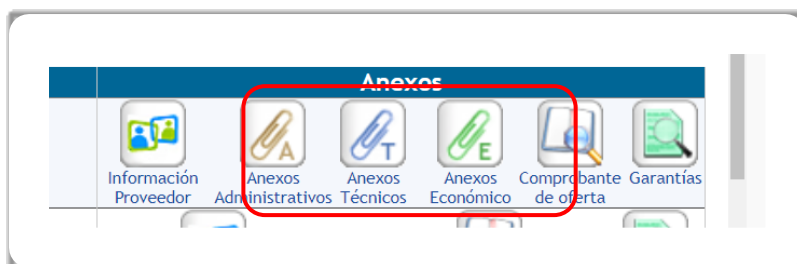 Anexos
A T E
Información Anexos Anexos Anexos Comprobante Garantías
Proveedor Administrativos Técnicos Económico de oferta